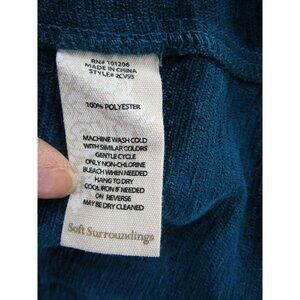 RN# 101206
MADE IN CHINA
STYLE# 2CV93
100% POLYESTER
MACHINE WASH COLD
WITH SIMILAR COLORS
GENTLE CYCLE
ONLY NON-CHLORINE
BLEACH WHEN NEEDED
HANG TO DRY
COOL IRON IF NEEDED
ON REVERSE
MAY BE DRY CLEANED
Soft Surroundings